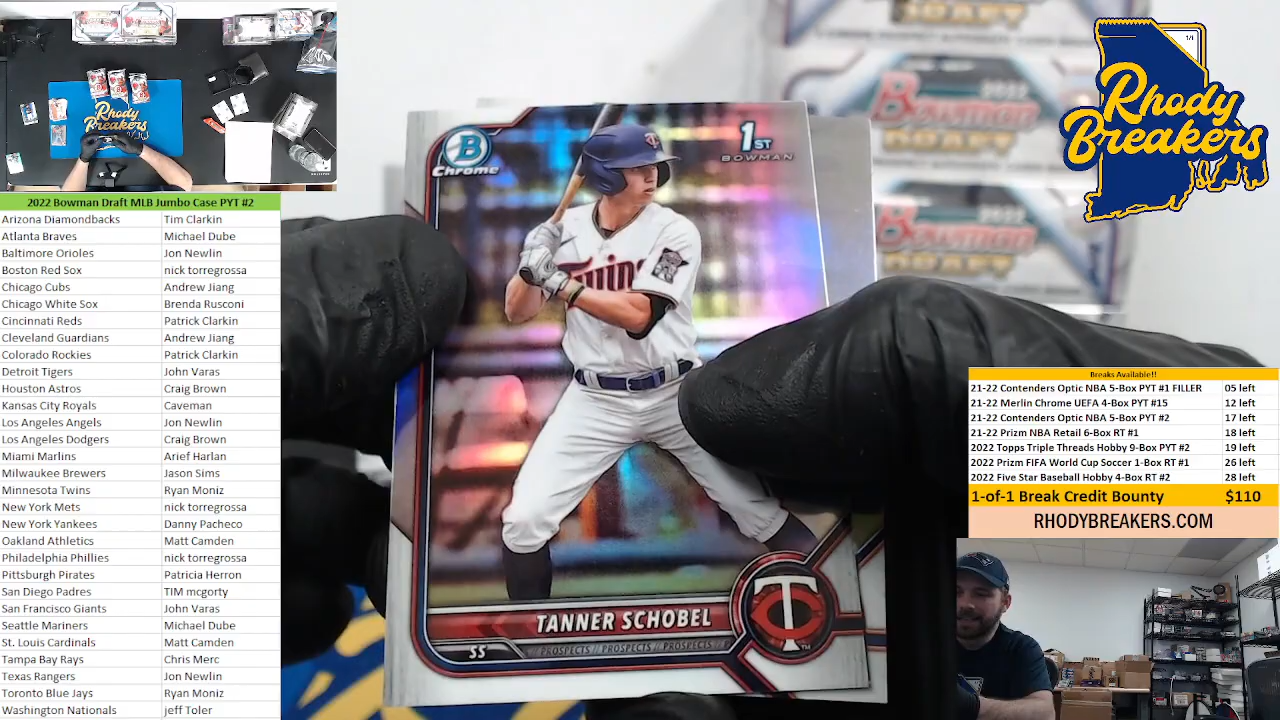 2022 Bowman Draft MLB Jumbo Case PYT #2
Arizona Diamondbacks Tim Clarkin
Atlanta Braves Michael Dube
Baltimore Orioles Jon Newlin
Boston Red Sox nick torregrossa
Chicago Cubs Andrew Jiang
Chicago White Sox Brenda Rusconi
Cincinnati Reds Patrick Clarkin
Cleveland Guardians Andrew Jiang
Colorado Rockies Patrick Clarkin
Detroit Tigers John Varas
Houston Astros Craig Brown
Kansas City Royals Caveman
Los Angeles Angels Jon Newlin
Los Angeles Dodgers Craig Brown
Miami Marlins Arief Harlan
Milwaukee Brewers Jason Sims
Minnesota Twins Ryan Moniz
New York Mets nick torregrossa
New York Yankees Danny Pacheco
Oakland Athletics Matt Camden
Philadelphia Phillies nick torregrossa
Pittsburgh Pirates Patricia Herron
San Diego Padres TIM mcgorty
San Francisco Giants John Varas
Seattle Mariners Michael Dube
St. Louis Cardinals Matt Camden
Tampa Bay Rays Chris Merc
Texas Rangers Jon Newlin
Toronto Blue Jays Ryan Moniz
Washington Nationals Jeff Toler
Rhody
Breakers
B
Chrome
1ST
BOWMAN
Twins
TANNER SCHOBEL
SS
// PROSPECTS // PROSPECTS // PROSPECTS //
T
C
TM
DRAFT
2022
Bowman
DRAFT
2022
Bowman
DRAFT
1/1
Rhody
Breakers
Breaks Available!!
21-22 Contenders Optic NBA 5-Box PYT #1 FILLER 05 left
21-22 Merlin Chrome UEFA 4-Box PYT #15 12 left
21-22 Contenders Optic NBA 5-Box PYT #2 17 left
21-22 Prizm NBA Retail 6-Box RT #1 18 left
2022 Topps Triple Threads Hobby 9-Box PYT #2 19 left
2022 Prizm FIFA World Cup Soccer 1-Box RT #1 26 left
2022 Five Star Baseball Hobby 4-Box RT #2 28 left
1-of-1 Break Credit Bounty $110
RHODYBREAKERS.COM